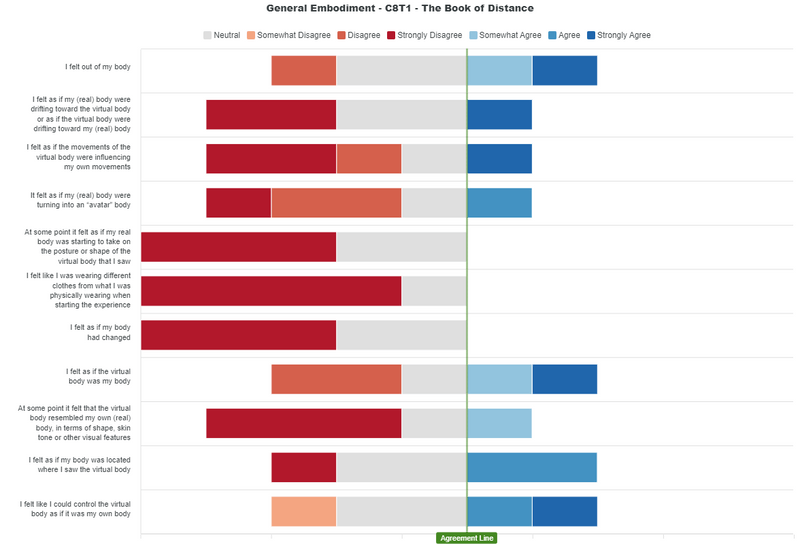 General Embodiment - C8T1 - The Book of Distance
Neutral Somewhat Disagree Disagree Strongly Disagree Somewhat Agree Agree Strongly Agree
I felt out of my body
I felt as if my (real) body were
drifting toward the virtual body
or as if the virtual body were
drifting toward my (real) body
I felt as if the movements of the
virtual body were influencing
my own movements
It felt as if my (real) body were
turning into an "avatar" body
At some point it felt as if my real
body was starting to take on
the posture or shape of the
virtual body that I saw
I felt like I was wearing different
clothes from what I was
physically wearing when
starting the experience
I felt as if my body
had changed
I felt as if the virtual
body was my body
At some point it felt that the virtual
body resembled my own (real)
body, in terms of shape, skin
tone or other visual features
I felt as if my body was located
where I saw the virtual body
I felt like I could control the virtual
body as if it was my own body
Agreement Line